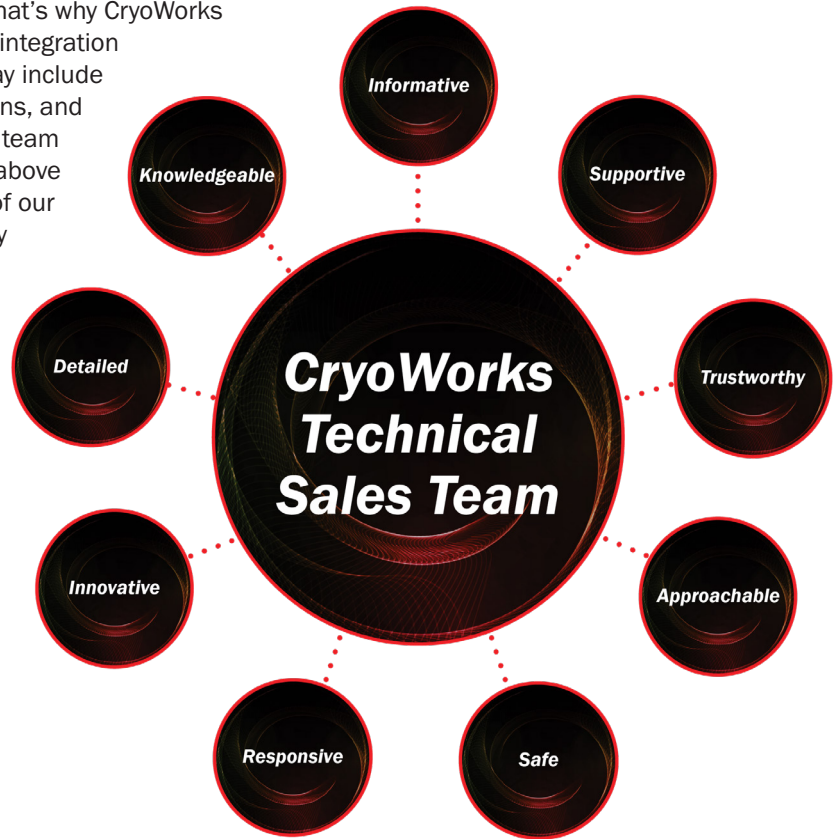 hat's why CryoWorks
integration
ay include
ns, and
team
above
of our
y
Informative
Supportive
Knowledgeable
Detailed
Trustworthy
CryoWorks
Technical
Sales Team
Innovative
Approachable
Responsive
Safe